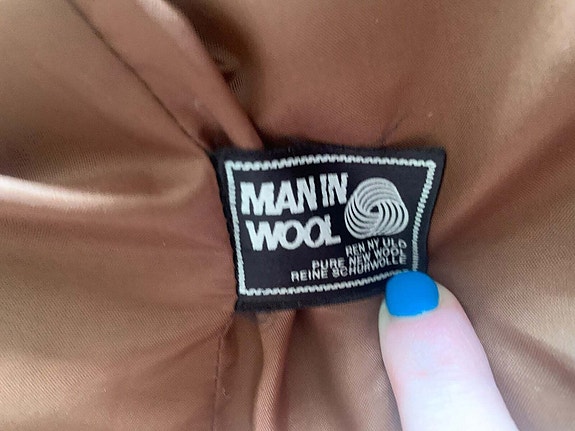 MAN IN
WOOL
REN NY ULD
PURE NEW WOOL
REINE SCHURWOLLE